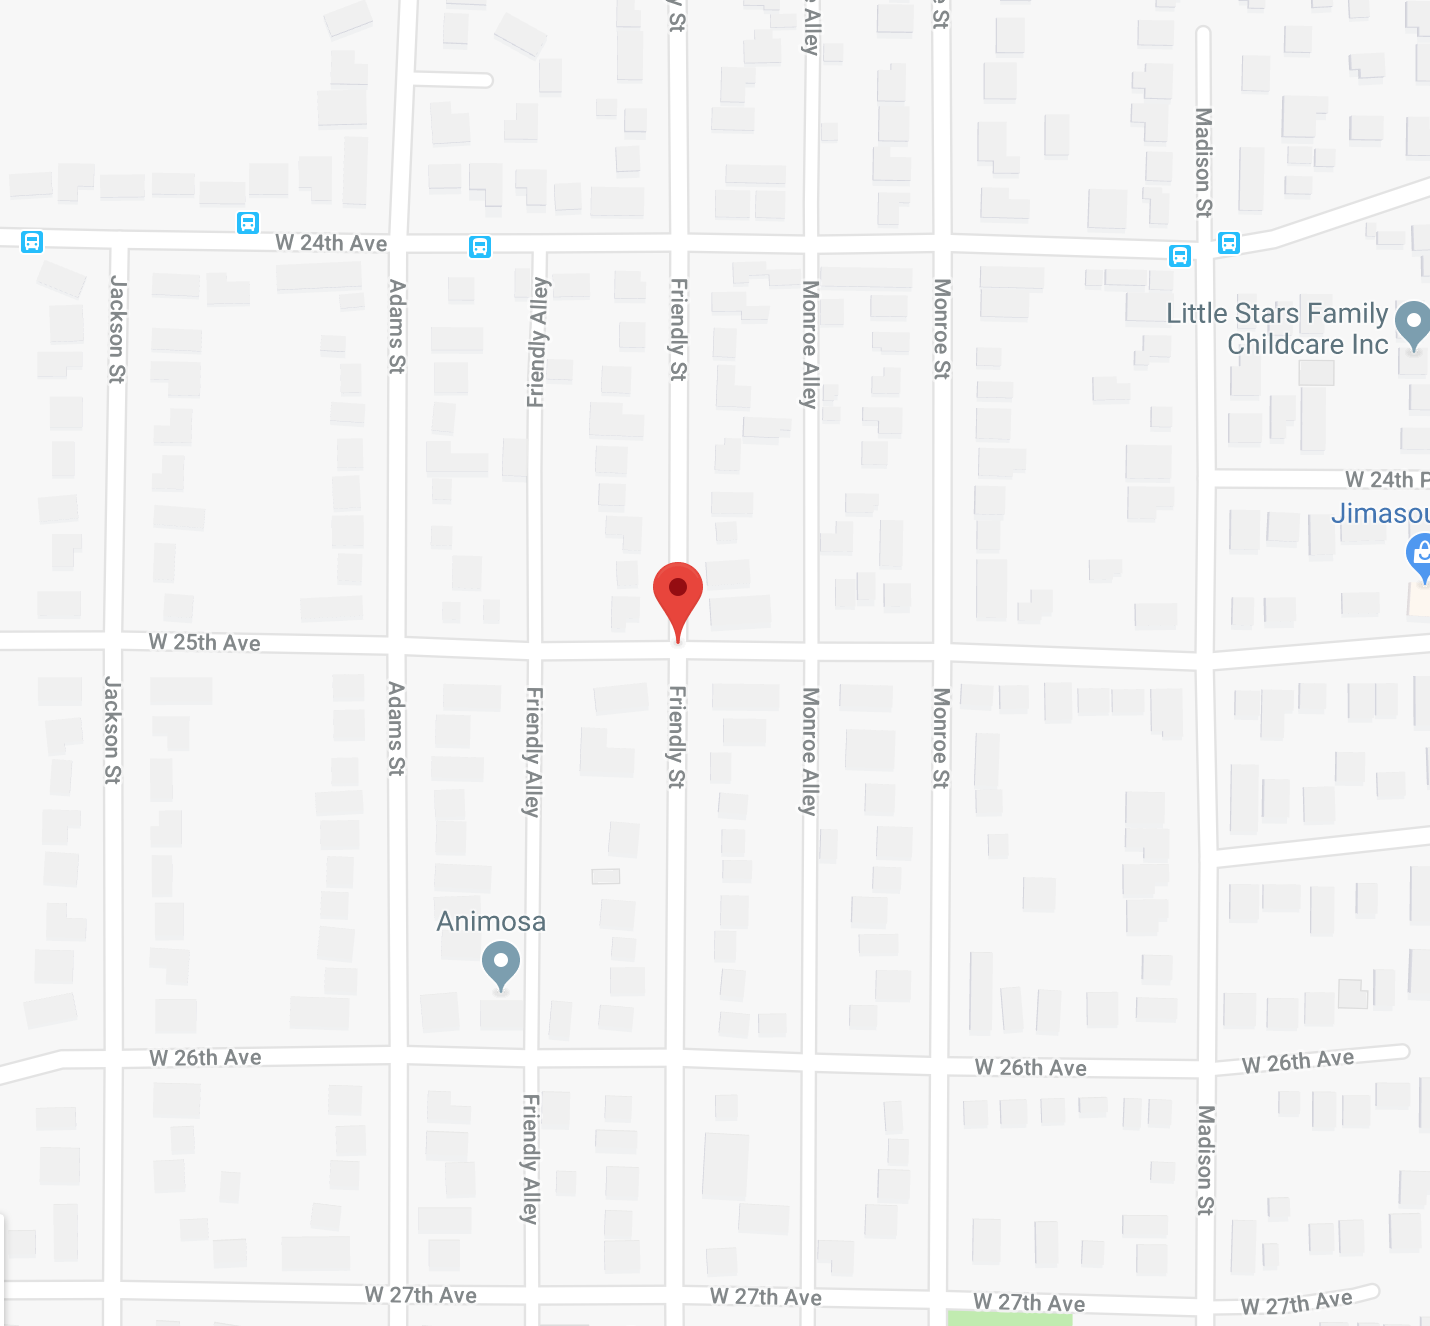 y St
e Alley
e St
Madison St
W 24th Ave
Jackson St
Adams St
Friendly Alley
Friendly St
Monroe Alley
Monroe St
Little Stars Family
Childcare Inc
W 24th P
Jimasou
W 25th Ave
Jackson St
Adams St
Friendly Alley
Friendly St
Monroe Alley
Monroe St
Animosa
W 26th Ave
W 26th Ave
W 26th Ave
Friendly Alley
Madison St
W 27th Ave
W 27th Ave
W 27th Ave
W 27th Ave